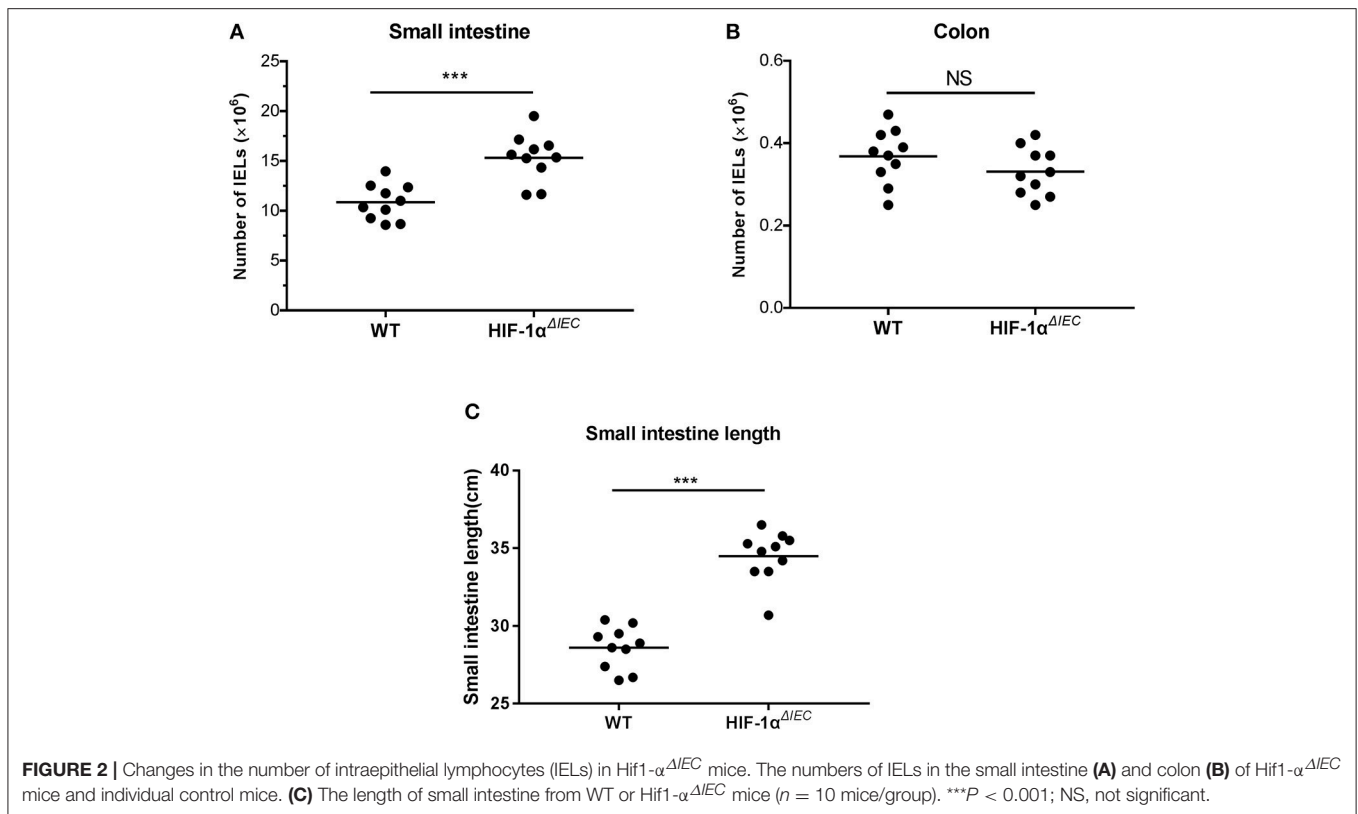 A
Small intestine
Number of IELs (×10⁶)
25
20
15
10
5
0
***
WT
HIF-1α^ΔIEC
B
Colon
Number of IELs (×10⁶)
0.6
0.4
0.2
0.0
NS
WT
HIF-1α^ΔIEC
C
Small intestine length
Small intestine length(cm)
40
35
30
25
***
WT
HIF-1α^ΔIEC
FIGURE 2 | Changes in the number of intraepithelial lymphocytes (IELs) in Hif1-α^ΔIEC mice. The numbers of IELs in the small intestine (A) and colon (B) of Hif1-α^ΔIEC
mice and individual control mice. (C) The length of small intestine from WT or Hif1-α^ΔIEC mice (n = 10 mice/group). ***P < 0.001; NS, not significant.